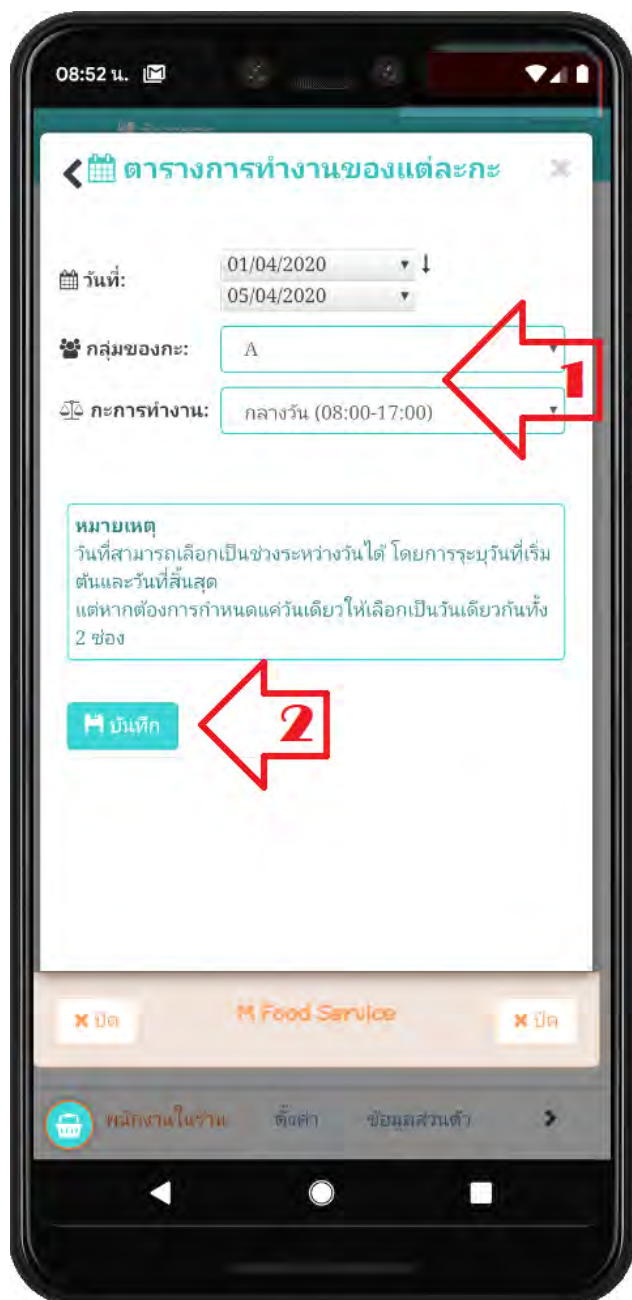 08:52 น.
ตารางการทำงานของแต่ละกะ
วันที่:
01/04/2020
05/04/2020
กลุ่มของกะ:
A
กะการทำงาน:
กลางวัน (08:00-17:00)
1
หมายเหตุ
วันที่สามารถเลือกเป็นช่วงระหว่างวันได้ โดยการระบุวันที่เริ่ม
ต้นและวันที่สิ้นสุด
แต่หากต้องการกำหนดแค่วันเดียวให้เลือกเป็นวันเดียวกันทั้ง
2 ช่อง
บันทึก
2
ปิด M Food Service ปิด
พนักงานในร้าน ตั้งค่า ข้อมูลส่วนตัว